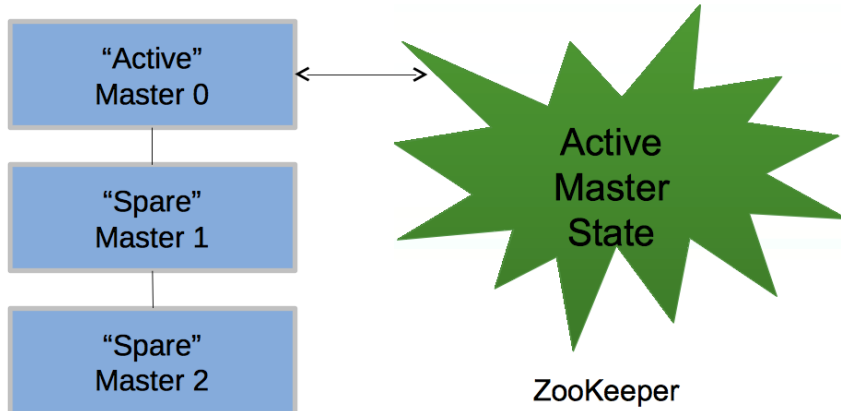 “Active”
Master 0
“Spare”
Master 1
“Spare”
Master 2
Active
Master
State
ZooKeeper